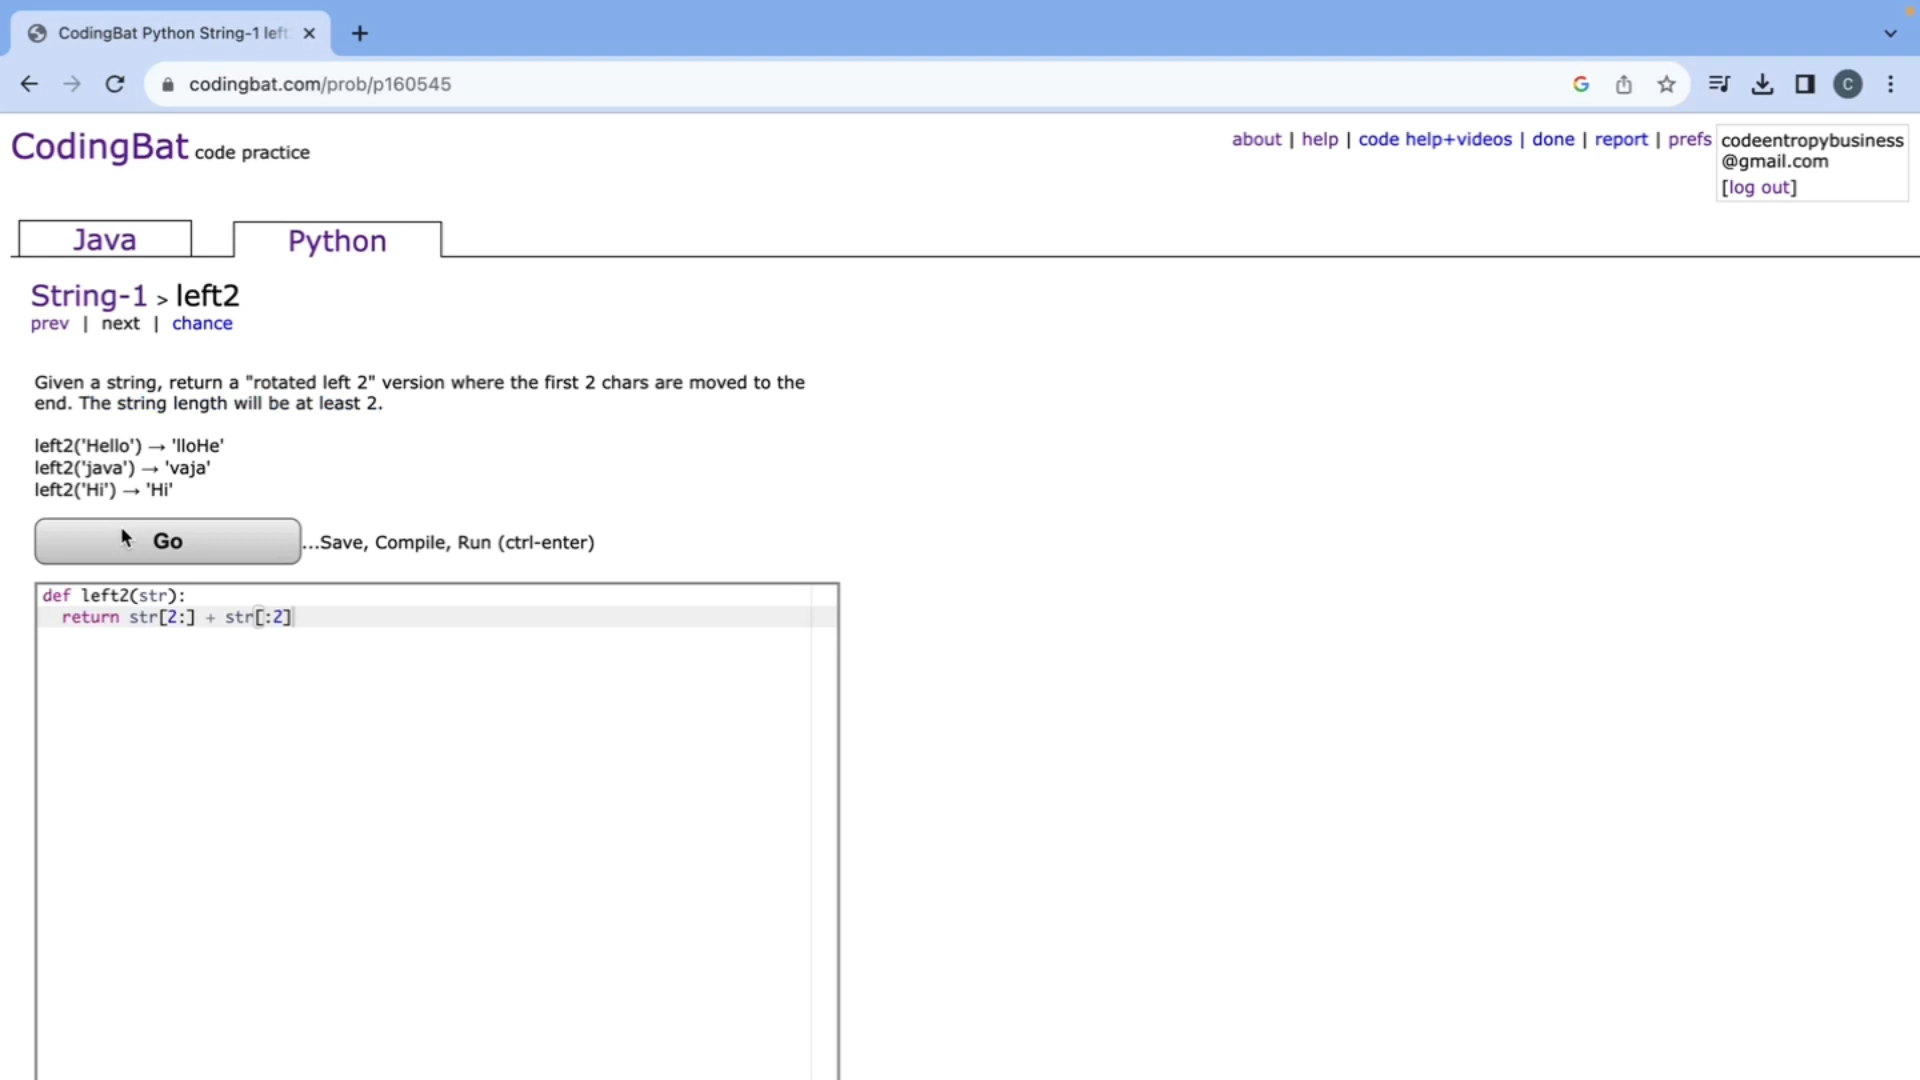 CodingBat Python String-1 left
codingbat.com/prob/p160545
G
C
CodingBat code practice
about | help | code help+videos | done | report | prefs
codeentropybusiness
@gmail.com
[log out]
Java
Python
String-1 > left2
prev | next | chance
Given a string, return a "rotated left 2" version where the first 2 chars are moved to the
end. The string length will be at least 2.
left2('Hello') → 'lloHe'
left2('java') → 'vaja'
left2('Hi') → 'Hi'
Go
...Save, Compile, Run (ctrl-enter)
def left2(str):
return str[2:] + str[:2]